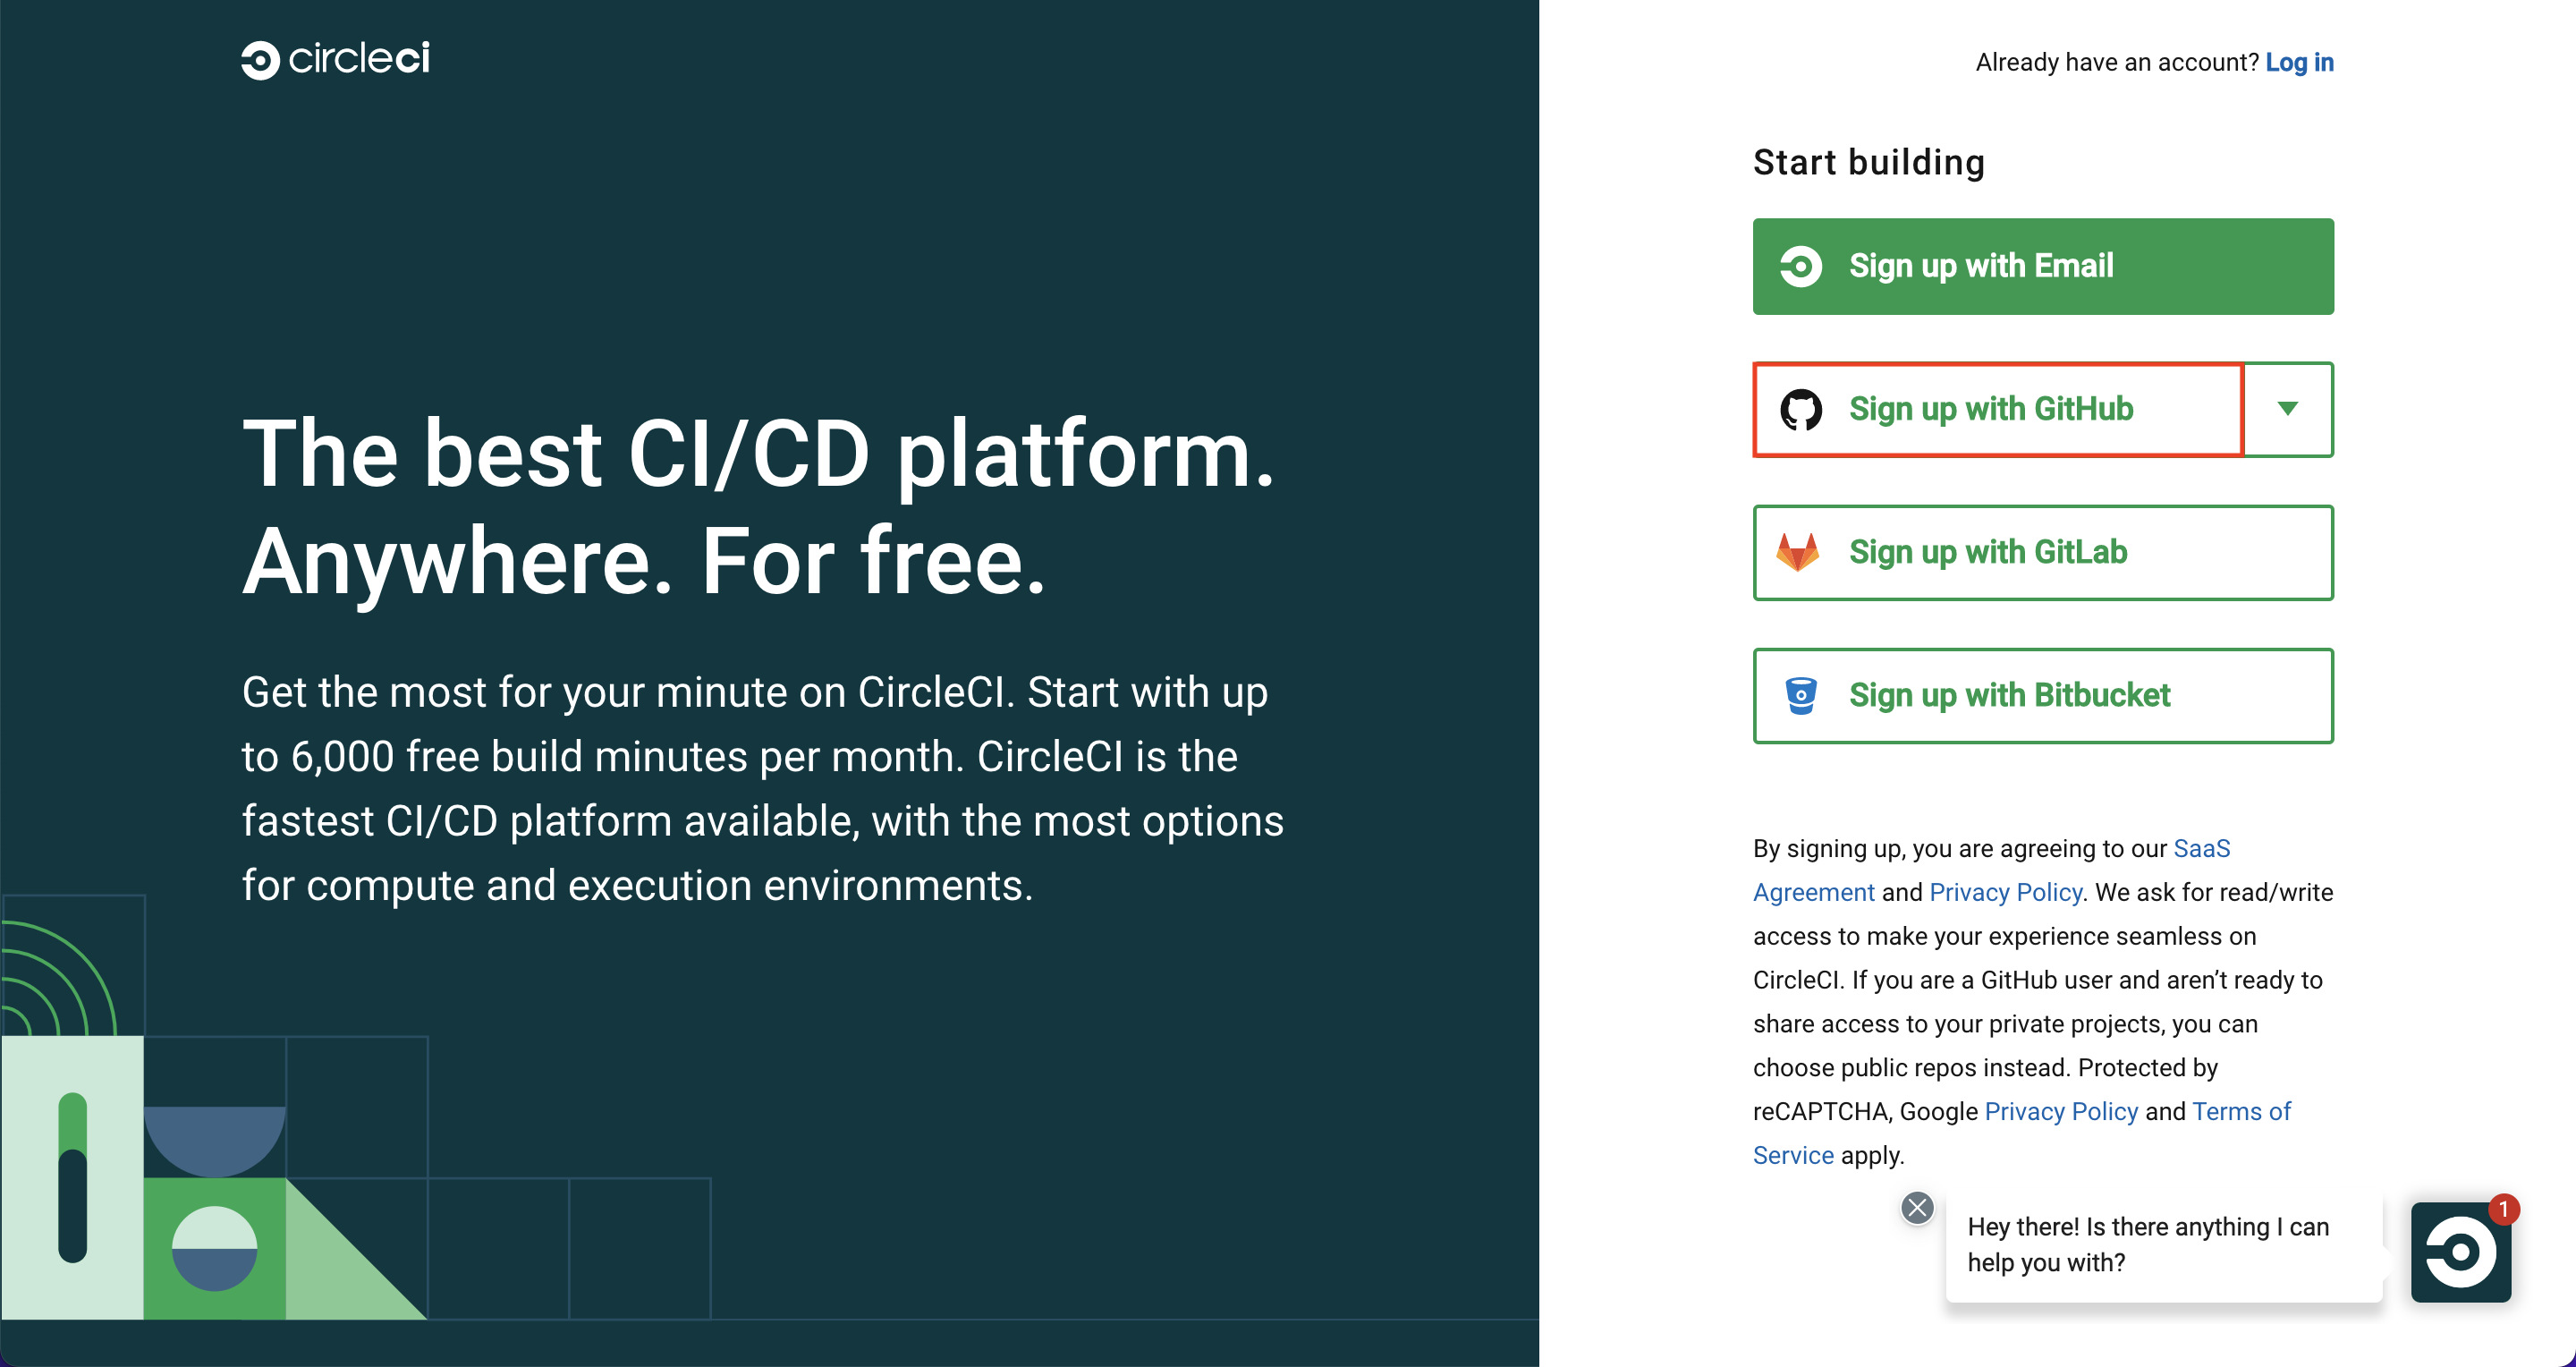 circleci
The best CI/CD platform.
Anywhere. For free.
Get the most for your minute on CircleCI. Start with up
to 6,000 free build minutes per month. CircleCI is the
fastest CI/CD platform available, with the most options
for compute and execution environments.
Already have an account? Log in
Start building
Sign up with Email
Sign up with GitHub
Sign up with GitLab
Sign up with Bitbucket
By signing up, you are agreeing to our SaaS
Agreement and Privacy Policy. We ask for read/write
access to make your experience seamless on
CircleCI. If you are a GitHub user and aren’t ready to
share access to your private projects, you can
choose public repos instead. Protected by
reCAPTCHA, Google Privacy Policy and Terms of
Service apply.
Hey there! Is there anything I can
help you with?
1